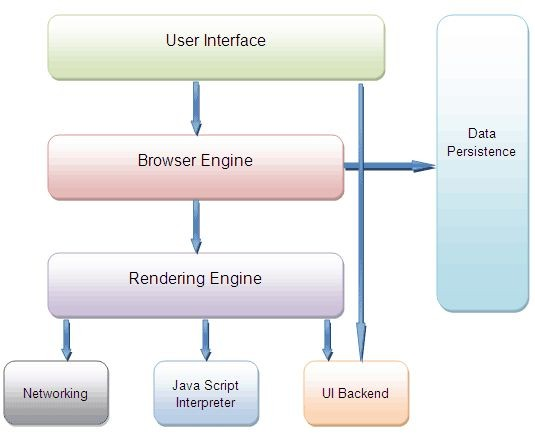 User Interface
Browser Engine
Data
Persistence
Rendering Engine
Networking
Java Script
Interpreter
UI Backend